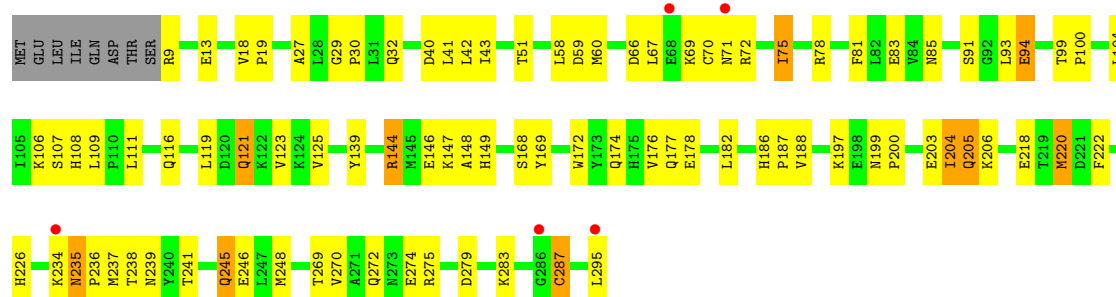 MET GLU LEU ILE GLN ASP THR SER R9 E13 V18 P19 A27 L28 G29 P30 L31 Q32 D40 L41 L42 I43 T51 L58 D59 M60 D66 L67 E68 K69 C70 N71 R72 I75 R78 F81 L82 E83 V84 N85 S91 G92 L93 E94 T99 P100 L104
I105 K106 S107 H108 L109 P110 L111 Q116 L119 D120 Q121 K122 V123 K124 V125 Y139 R144 M145 E146 K147 A148 H149 S168 Y169 W172 Y173 Q174 H175 V176 Q177 E178 L182 H186 P187 V188 K197 E198 N199 P200 E203 I204 Q205 K206 E218 T219 M220 D221 F222
H226 K234 N235 P236 M237 T238 N239 Y240 T241 Q245 E246 L247 M248 T269 V270 A271 Q272 N273 E274 R275 D279 K283 G286 C287 L295